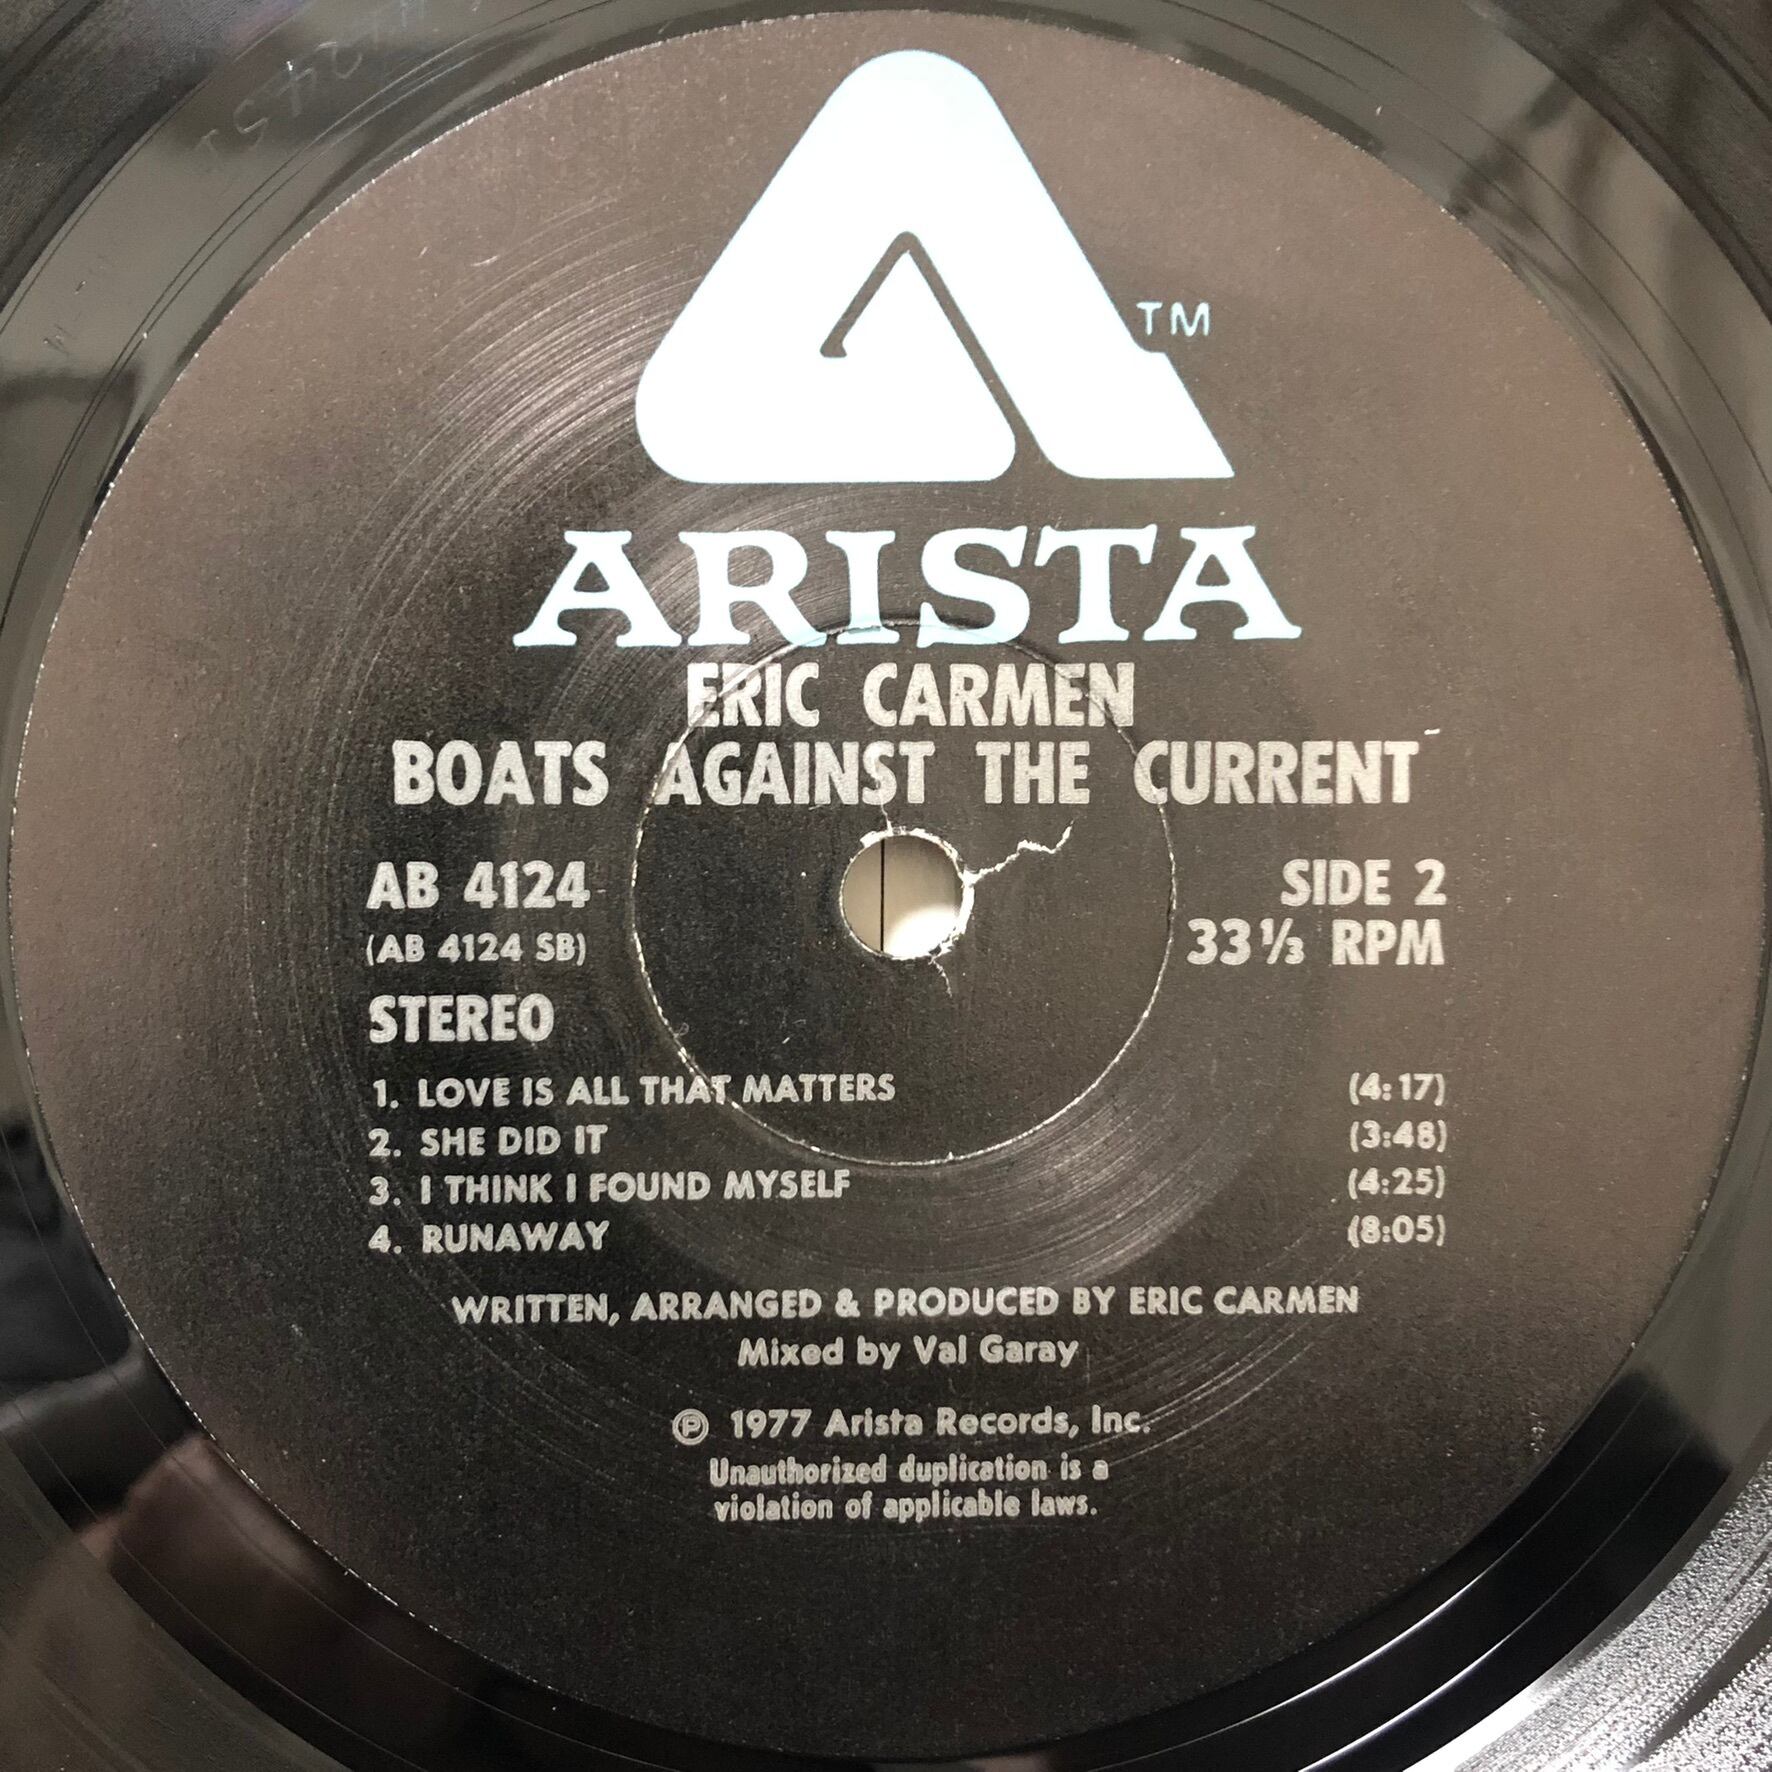 TM
ARISTA
ERIC CARMEN
BOATS AGAINST THE CURRENT
AB 4124
SIDE 2
(AB 4124 SB)
33 1/3 RPM
STEREO
1. LOVE IS ALL THAT MATTERS (4:17)
2. SHE DID IT (3:48)
3. I THINK I FOUND MYSELF (4:25)
4. RUNAWAY (8:05)
WRITTEN, ARRANGED & PRODUCED BY ERIC CARMEN
Mixed by Val Garay
℗ 1977 Arista Records, Inc.
Unauthorized duplication is a
violation of applicable laws.